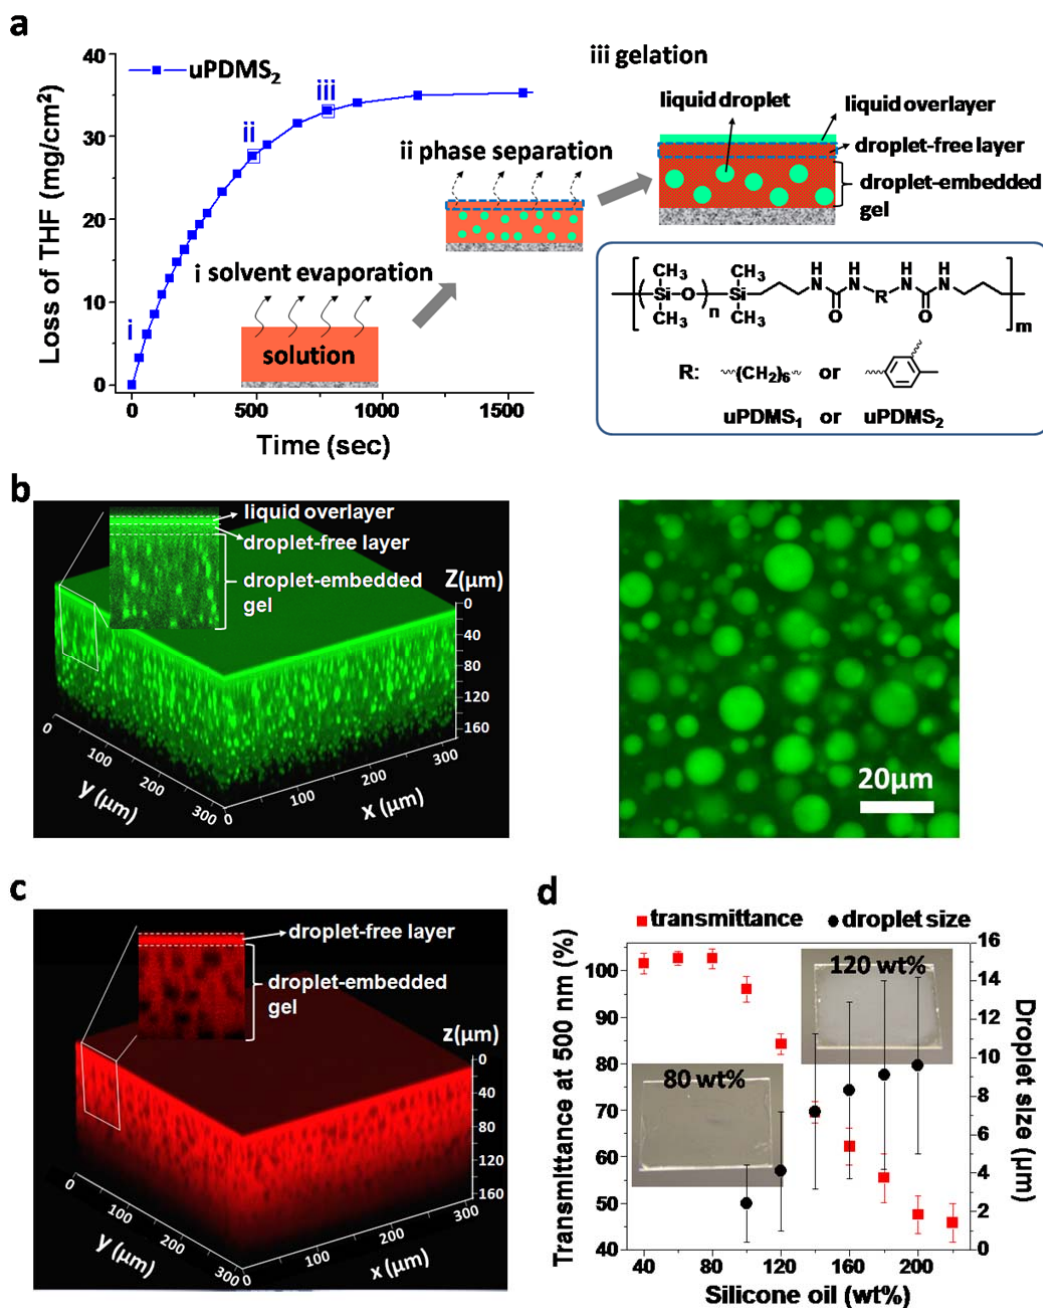 a
40
30
20
10
0
0
500
1000
1500
Loss of THF (mg/cm²)
Time (sec)
uPDMS₂
i
ii
iii
i solvent evaporation
solution
ii phase separation
iii gelation
liquid droplet
liquid overlayer
droplet-free layer
droplet-embedded
gel
CH₃ CH₃ H H H H
Si O Si N N R N N
CH₃ n CH₃ O O m
R: (CH₂)₆ or
uPDMS₁ or uPDMS₂
b
liquid overlayer
droplet-free layer
droplet-embedded
gel
Z(μm)
0
40
80
120
160
0
100
200
300
y (μm)
0
100
200
300
x (μm)
20μm
c
droplet-free layer
droplet-embedded
gel
z(μm)
0
40
80
120
160
0
100
200
300
y (μm)
0
100
200
300
x (μm)
d
transmittance droplet size
Transmittance at 500 nm (%)
100
90
80
70
60
50
40
120 wt%
80 wt%
16
14
12
10
8
6
4
2
0
Droplet size (μm)
40 80 120 160 200
Silicone oil (wt%)